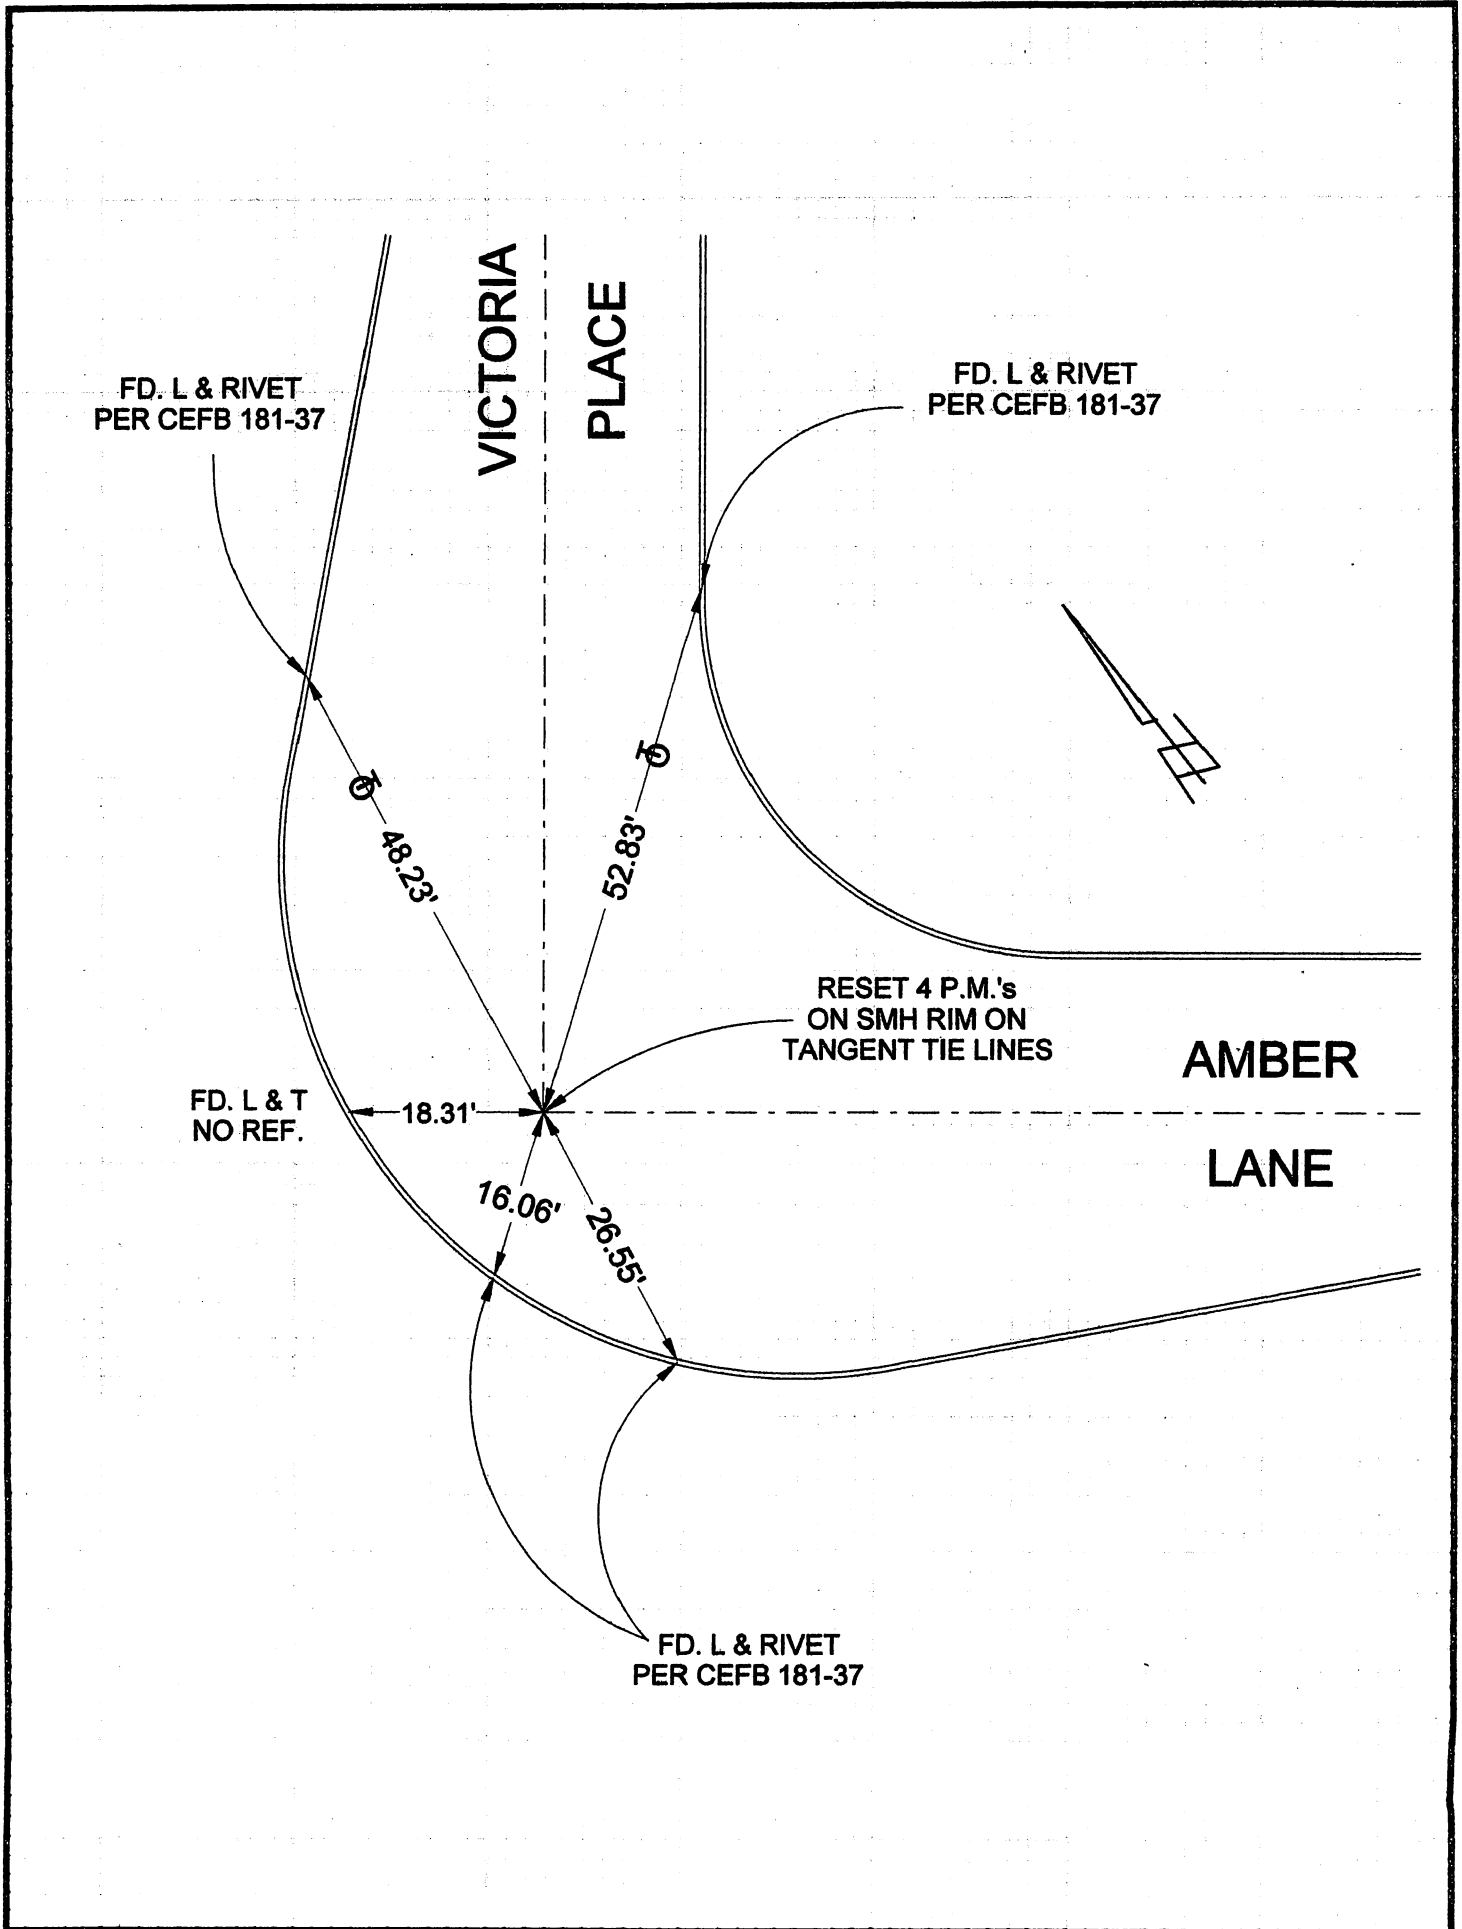 VICTORIA
PLACE
FD. L & RIVET
PER CEFB 181-37
FD. L & RIVET
PER CEFB 181-37
T
T
48.23'
52.83'
RESET 4 P.M.'s
ON SMH RIM ON
TANGENT TIE LINES
AMBER
LANE
FD. L & T
NO REF.
18.31'
16.06'
26.55'
FD. L & RIVET
PER CEFB 181-37